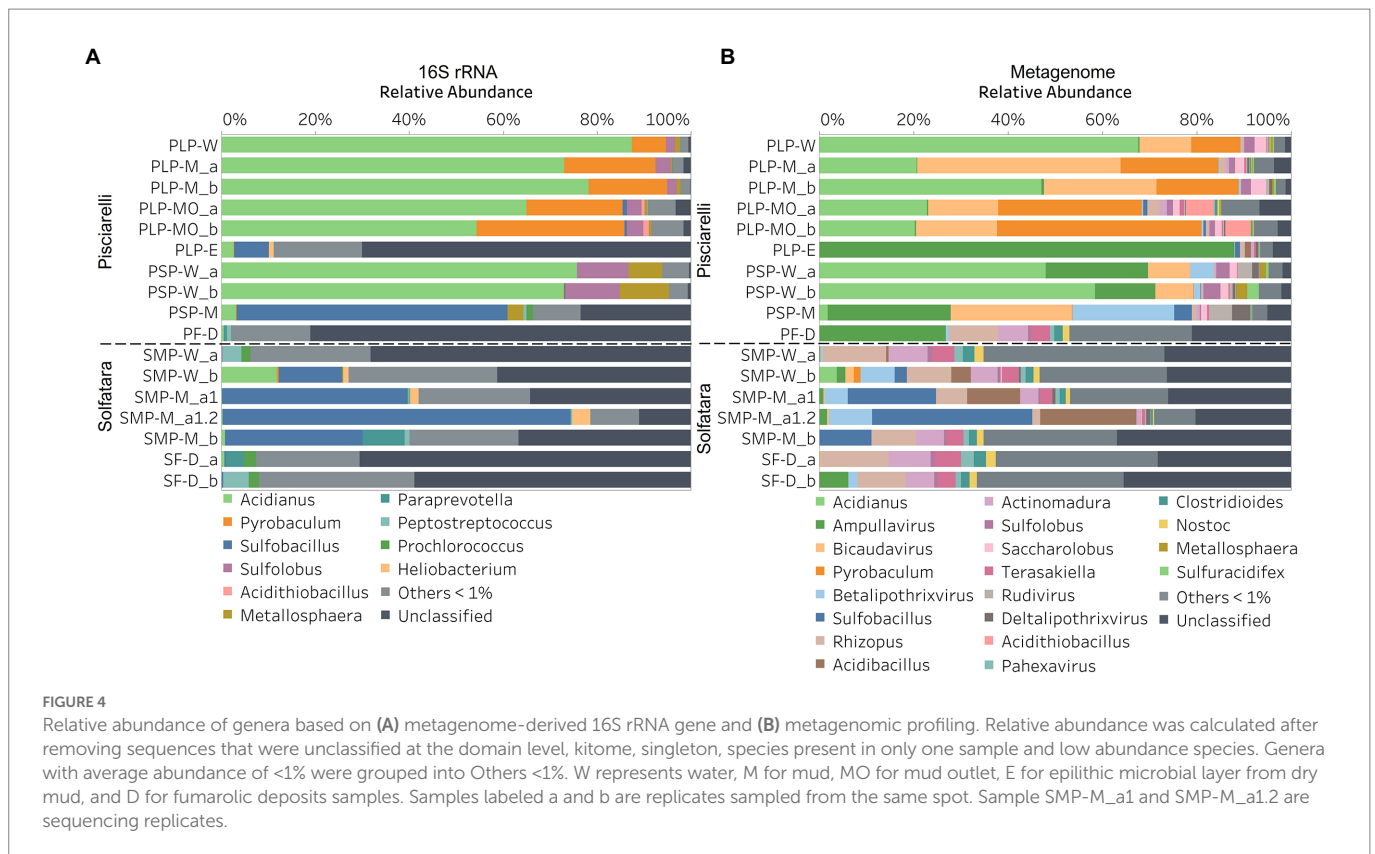 A
16S rRNA
Relative Abundance
0% 20% 40% 60% 80% 100%
Pisciarelli
PLP-W
PLP-M_a
PLP-M_b
PLP-MO_a
PLP-MO_b
PLP-E
PSP-W_a
PSP-W_b
PSP-M
PF-D
Solfatara
SMP-W_a
SMP-W_b
SMP-M_a1
SMP-M_a1.2
SMP-M_b
SF-D_a
SF-D_b
Acidianus
Pyrobaculum
Sulfobacillus
Sulfolobus
Acidithiobacillus
Metallosphaera
Paraprevotella
Peptostreptococcus
Prochlorococcus
Heliobacterium
Others < 1%
Unclassified
B
Metagenome
Relative Abundance
0% 20% 40% 60% 80% 100%
Pisciarelli
PLP-W
PLP-M_a
PLP-M_b
PLP-MO_a
PLP-MO_b
PLP-E
PSP-W_a
PSP-W_b
PSP-M
PF-D
Solfatara
SMP-W_a
SMP-W_b
SMP-M_a1
SMP-M_a1.2
SMP-M_b
SF-D_a
SF-D_b
Acidianus
Ampullavirus
Bicaudavirus
Pyrobaculum
Betalipothrixvirus
Sulfobacillus
Rhizopus
Acidibacillus
Actinomadura
Sulfolobus
Saccharolobus
Terasakiella
Rudivirus
Deltalipothrixvirus
Acidithiobacillus
Pahexavirus
Clostridioides
Nostoc
Metallosphaera
Sulfuracidifex
Others < 1%
Unclassified
FIGURE 4
Relative abundance of genera based on (A) metagenome-derived 16S rRNA gene and (B) metagenomic profiling. Relative abundance was calculated after
removing sequences that were unclassified at the domain level, kitome, singleton, species present in only one sample and low abundance species. Genera
with average abundance of <1% were grouped into Others <1%. W represents water, M for mud, MO for mud outlet, E for epilithic microbial layer from dry
mud, and D for fumarolic deposits samples. Samples labeled a and b are replicates sampled from the same spot. Sample SMP-M_a1 and SMP-M_a1.2 are
sequencing replicates.